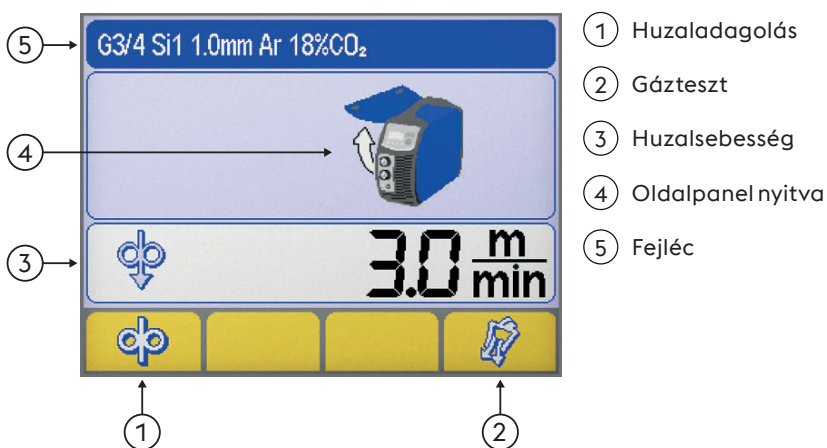 5
G3/4 Si1 1.0mm Ar 18%CO₂
4
3
3.0 m/min
1
2
1 Huzaladagolás
2 Gázteszt
3 Huzalsebesség
4 Oldalpanel nyitva
5 Fejléc